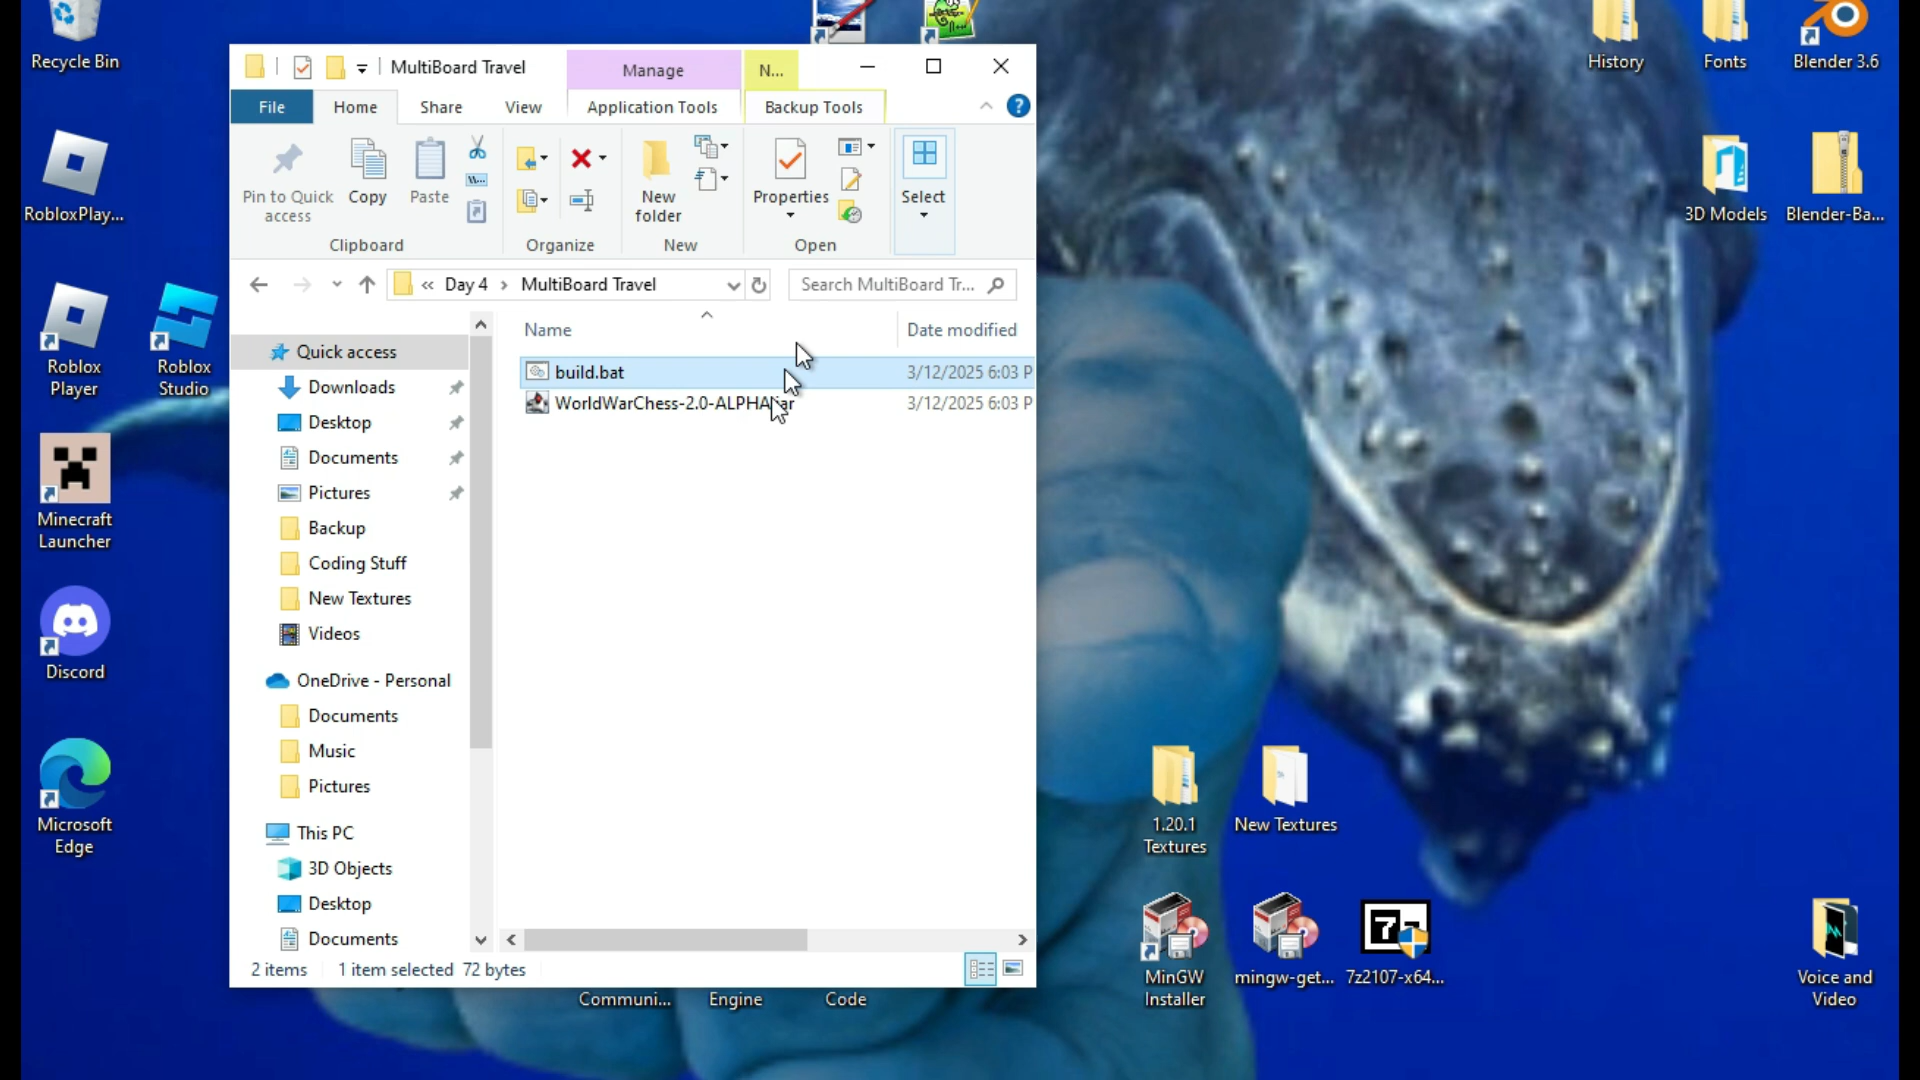 Recycle Bin
RobloxPlay...
Roblox
Player
Roblox
Studio
Minecraft
Launcher
Discord
Microsoft
Edge
MultiBoard Travel
Manage
N...
File
Home
Share
View
Application Tools
Backup Tools
Pin to Quick
access
Copy
Paste
Clipboard
Organize
New
folder
New
Properties
Open
Select
« Day 4 › MultiBoard Travel
Search MultiBoard Tr...
Name
Date modified
build.bat
3/12/2025 6:03 P
WorldWarChess-2.0-ALPHA
3/12/2025 6:03 P
Quick access
Downloads
Desktop
Documents
Pictures
Backup
Coding Stuff
New Textures
Videos
OneDrive - Personal
Documents
Music
Pictures
This PC
3D Objects
Desktop
Documents
2 items
1 item selected 72 bytes
Communi...
Engine
Code
History
Fonts
Blender 3.6
3D Models
Blender-Ba...
1.20.1
Textures
New Textures
MinGW
Installer
mingw-get...
7z2107-x64...
Voice and
Video